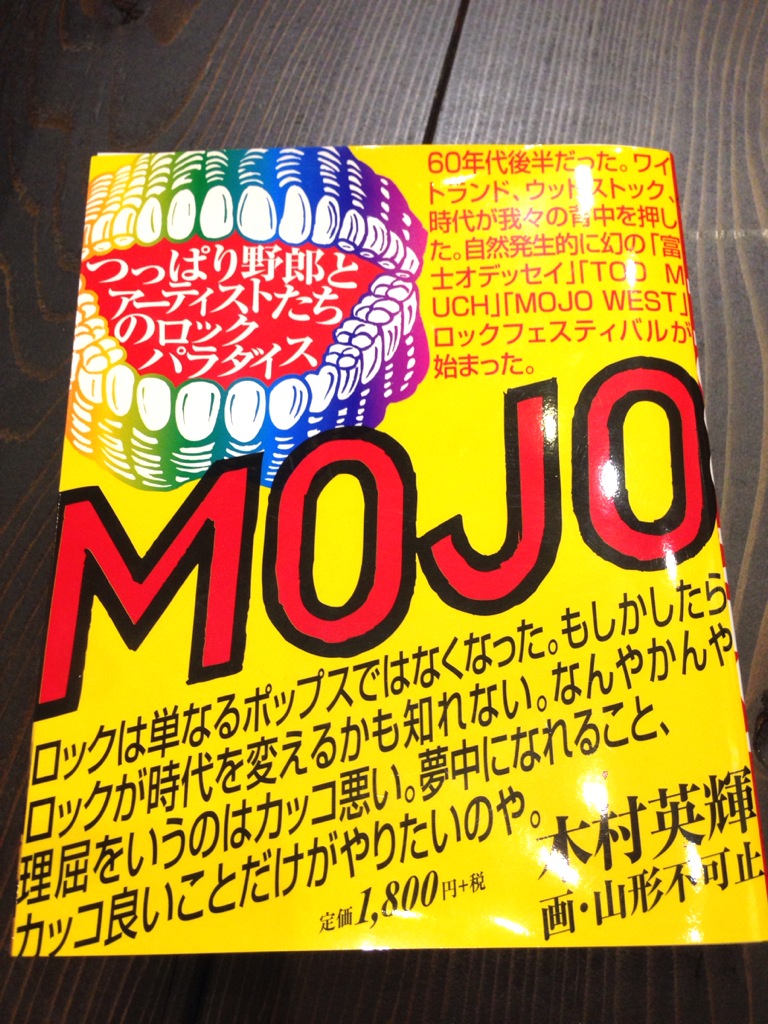 つっぱり野郎と
アーティストたち
のロック
パラダイス
60年代後半だった。ワイ
トランド、ウッドストック、
時代が我々の背中を押し
た。自然発生的に幻の「富
士オデッセイ」「TOO M
UCH」「MOJO WEST」
ロックフェスティバルが
始まった。
MOJO
ロックは単なるポップスではなくなった。もしかしたら
ロックが時代を変えるかも知れない。なんやかんや
理屈をいうのはカッコ悪い。夢中になれること、
カッコ良いことだけがやりたいのや。
定価1,800円+税
木村英輝
画・山形不可止